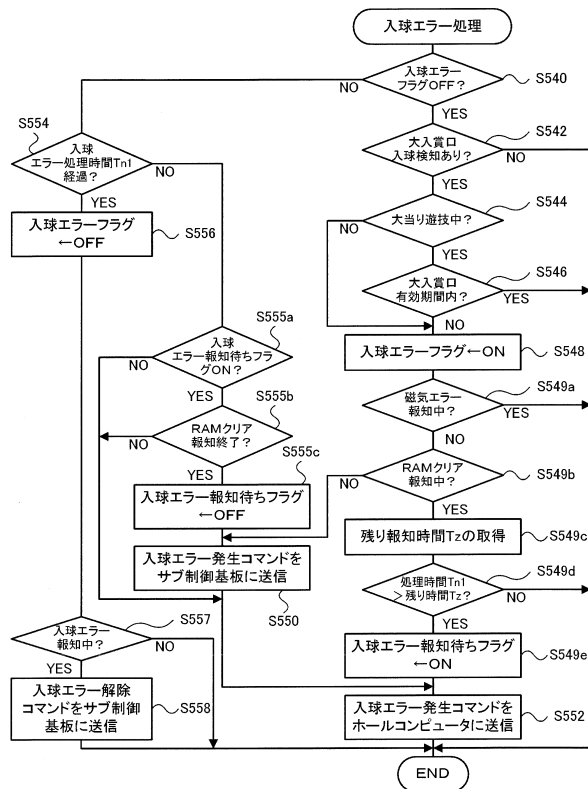 入球エラー処理
入球エラー
フラグOFF?
S540
NO
YES
S554
入球
エラー処理時間Tn1
経過?
NO
YES
S542
大入賞口
入球検知あり?
NO
YES
入球エラーフラグ
←OFF
S556
S544
大当り遊技中?
NO
YES
S546
大入賞口
有効期間内?
YES
NO
S555a
入球
エラー報知待ちフラ
グON?
NO
YES
入球エラーフラグ←ON
S548
S549a
磁気エラー
報知中?
YES
NO
S555b
RAMクリア
報知終了?
NO
YES
S555c
RAMクリア
報知中?
S549b
NO
YES
入球エラー報知待ちフラグ
←OFF
残り報知時間Tzの取得
S549c
入球エラー発生コマンドを
サブ制御基板に送信
S550
S549d
処理時間Tn1
>残り時間Tz?
NO
YES
S557
入球エラー
報知中?
NO
YES
入球エラー報知待ちフラグ
←ON
S549e
入球エラー解除
コマンドをサブ制御
基板に送信
S558
入球エラー発生コマンドを
ホールコンピュータに送信
S552
END